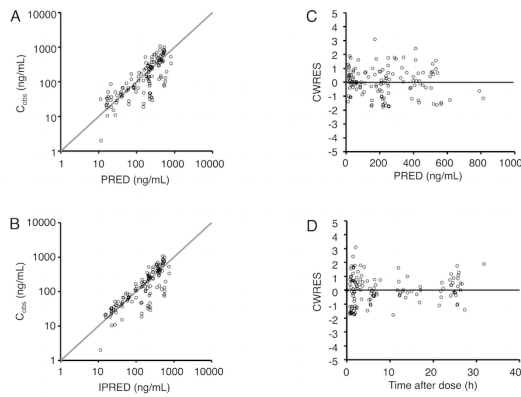 A
10000
1000
100
10
1
C_obs (ng/mL)
1 10 100 1000 10000
PRED (ng/mL)
C
5
4
3
2
1
0
-1
-2
-3
-4
-5
CWRES
0 200 400 600 800 1000
PRED (ng/mL)
B
10000
1000
100
10
1
C_obs (ng/mL)
1 10 100 1000 10000
IPRED (ng/mL)
D
5
4
3
2
1
0
-1
-2
-3
-4
-5
CWRES
0 10 20 30 40
Time after dose (h)